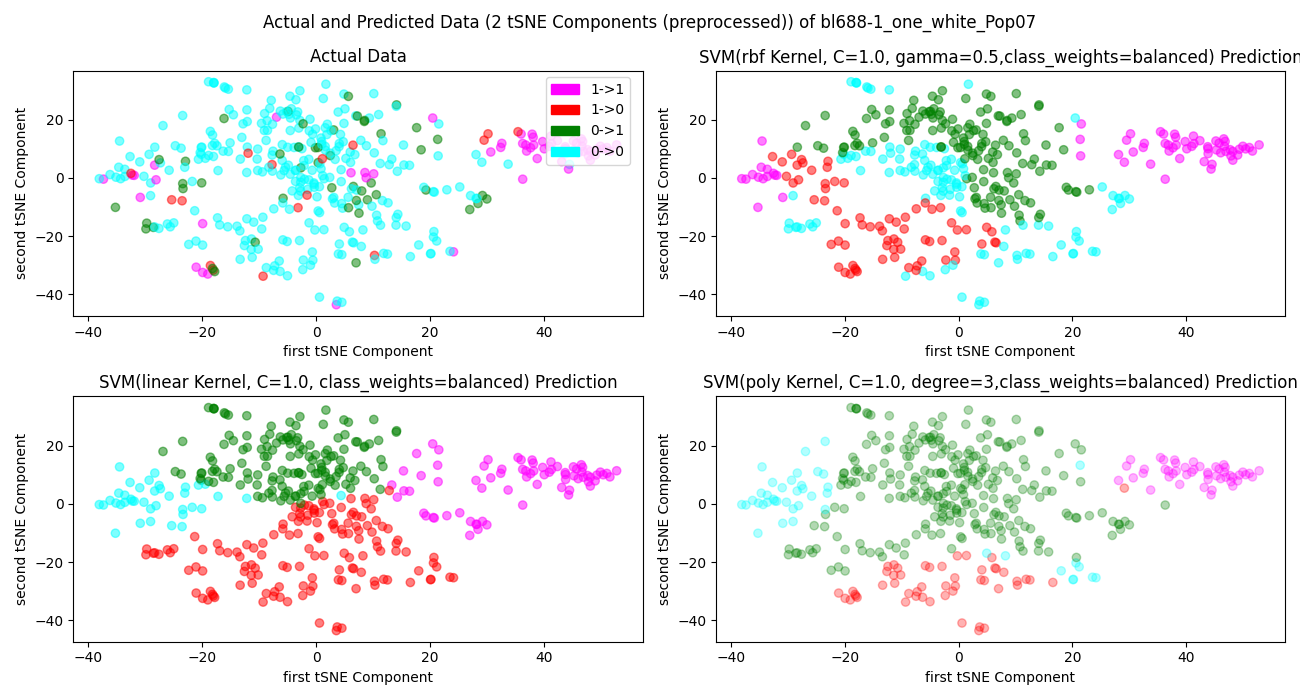 Actual and Predicted Data (2 tSNE Components (preprocessed)) of bl688-1_one_white_Pop07
Actual Data
second tSNE Component
20
0
−20
−40
−40 −20 0 20 40
first tSNE Component
1->1
1->0
0->1
0->0
SVM(rbf Kernel, C=1.0, gamma=0.5,class_weights=balanced) Prediction
second tSNE Component
20
0
−20
−40
−40 −20 0 20 40
first tSNE Component
SVM(linear Kernel, C=1.0, class_weights=balanced) Prediction
second tSNE Component
20
0
−20
−40
−40 −20 0 20 40
first tSNE Component
SVM(poly Kernel, C=1.0, degree=3,class_weights=balanced) Prediction
second tSNE Component
20
0
−20
−40
−40 −20 0 20 40
first tSNE Component